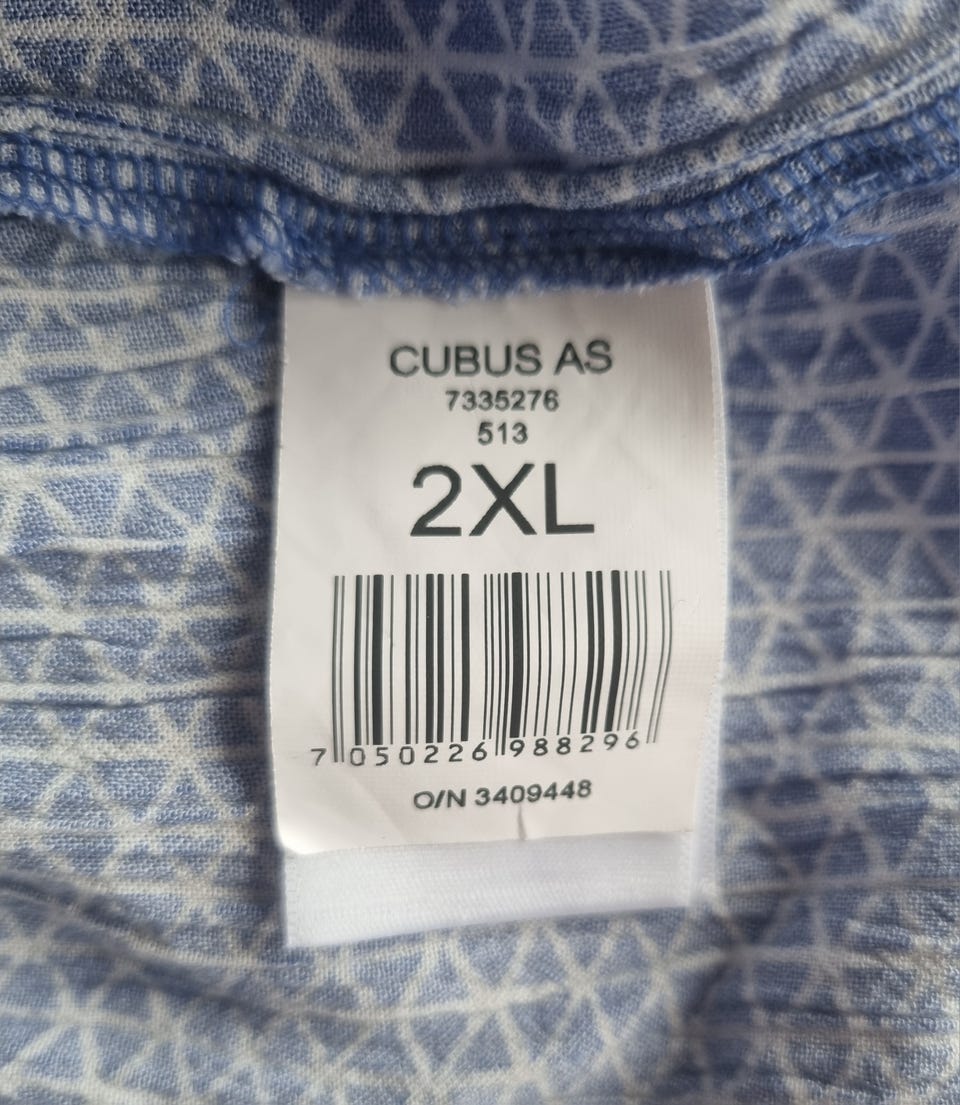 CUBUS AS
7335276
513
2XL
7 050226 988296
O/N 3409448